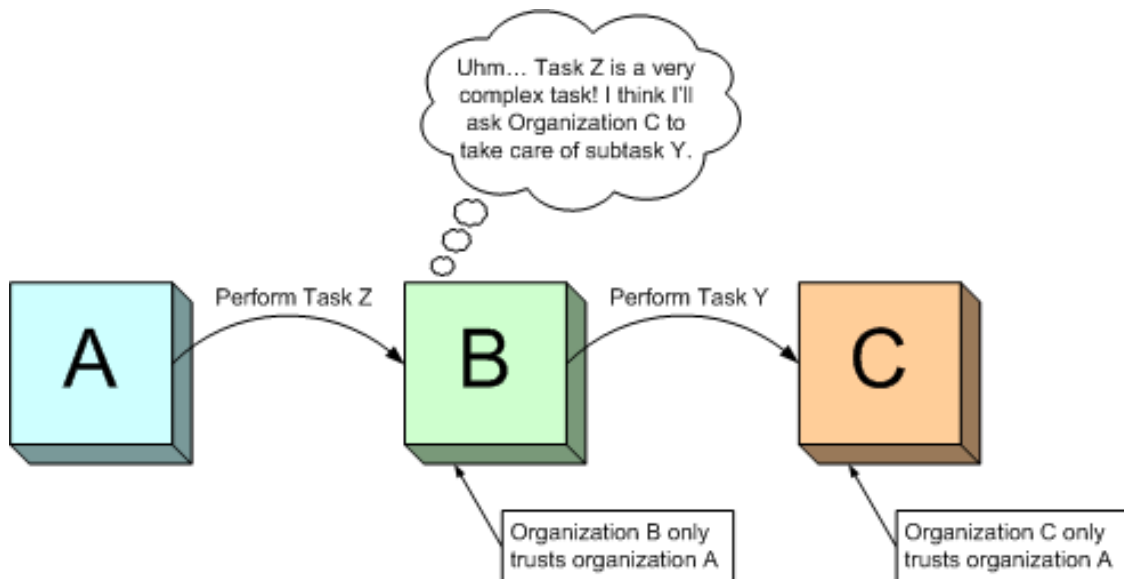 Uhm... Task Z is a very
complex task! I think I'll
ask Organization C to
take care of subtask Y.
Perform Task Z
Perform Task Y
A
B
C
Organization B only
trusts organization A
Organization C only
trusts organization A